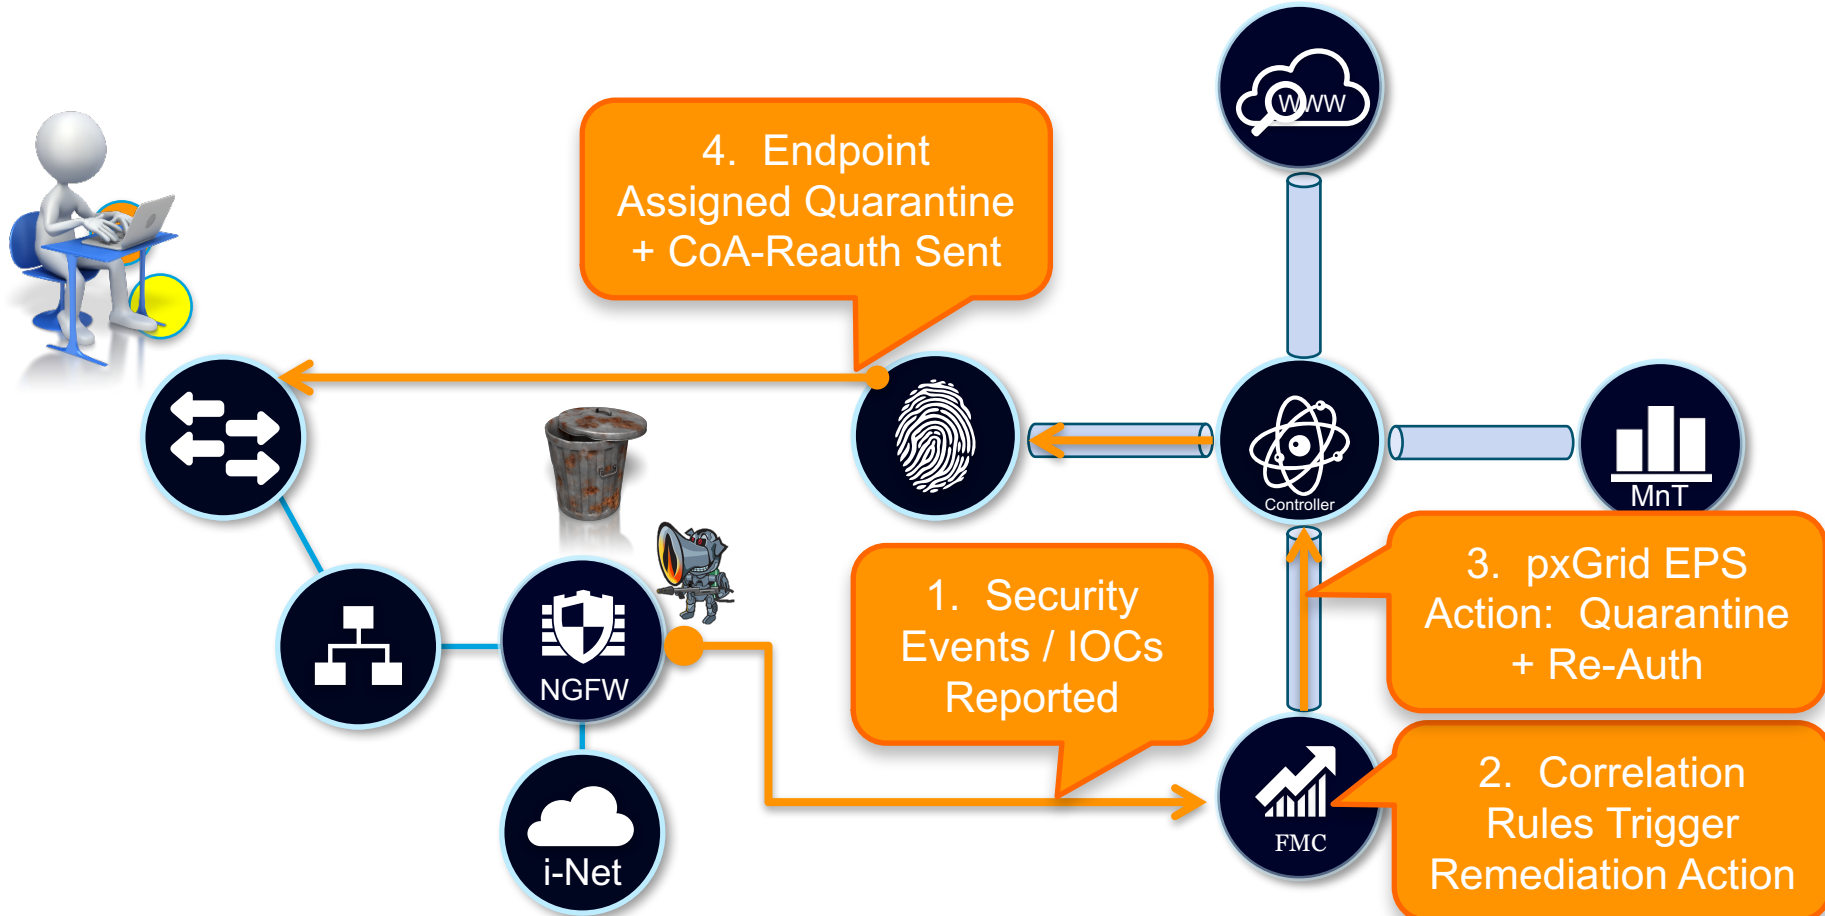 WWW
4.  Endpoint
Assigned Quarantine
+ CoA-Reauth Sent
Controller
MnT
1.  Security
Events / IOCs
Reported
3.  pxGrid EPS
Action:  Quarantine
+ Re-Auth
NGFW
2.  Correlation
Rules Trigger
Remediation Action
FMC
i-Net